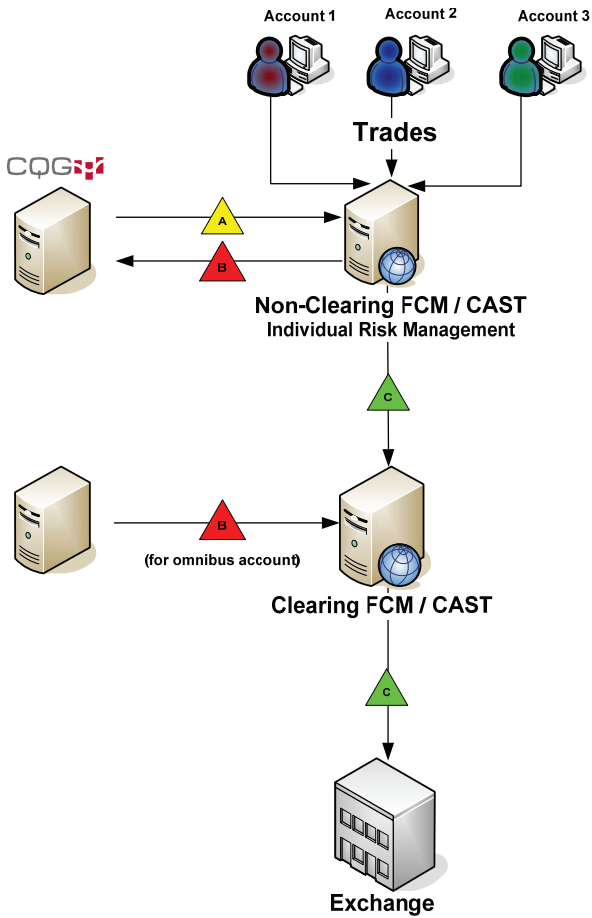 Account 1
Account 2
Account 3
Trades
CQG
A
B
Non-Clearing FCM / CAST
Individual Risk Management
C
B
(for omnibus account)
Clearing FCM / CAST
C
Exchange